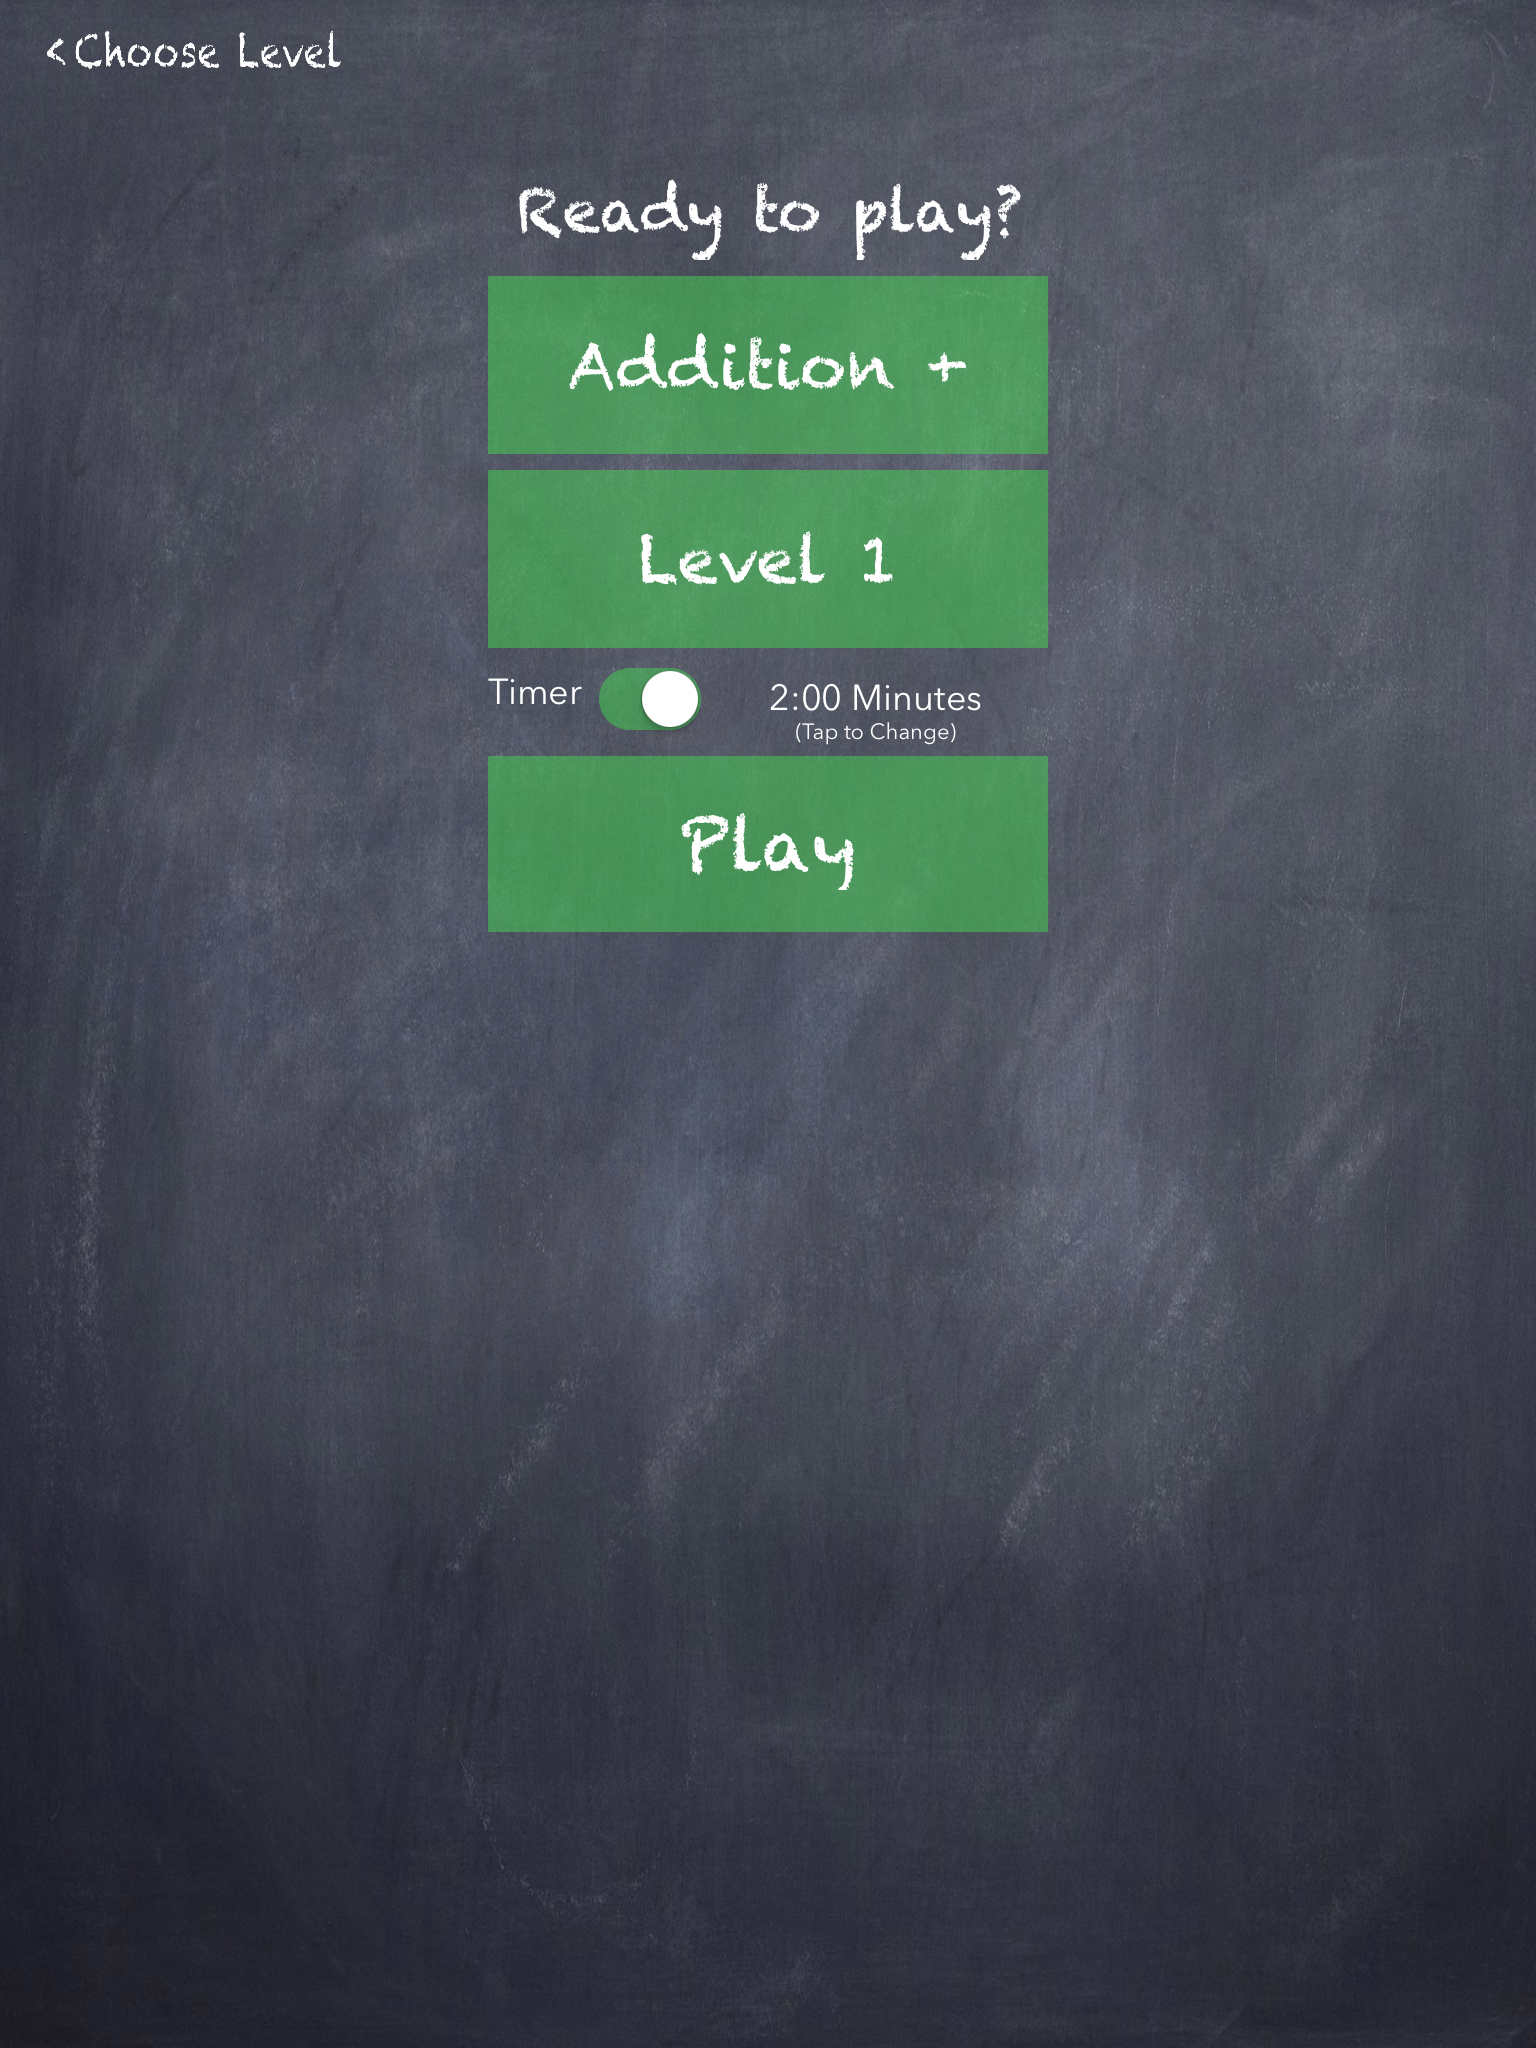 <Choose Level
Ready to play?
Addition +
Level 1
Timer
2:00 Minutes
(Tap to Change)
Play